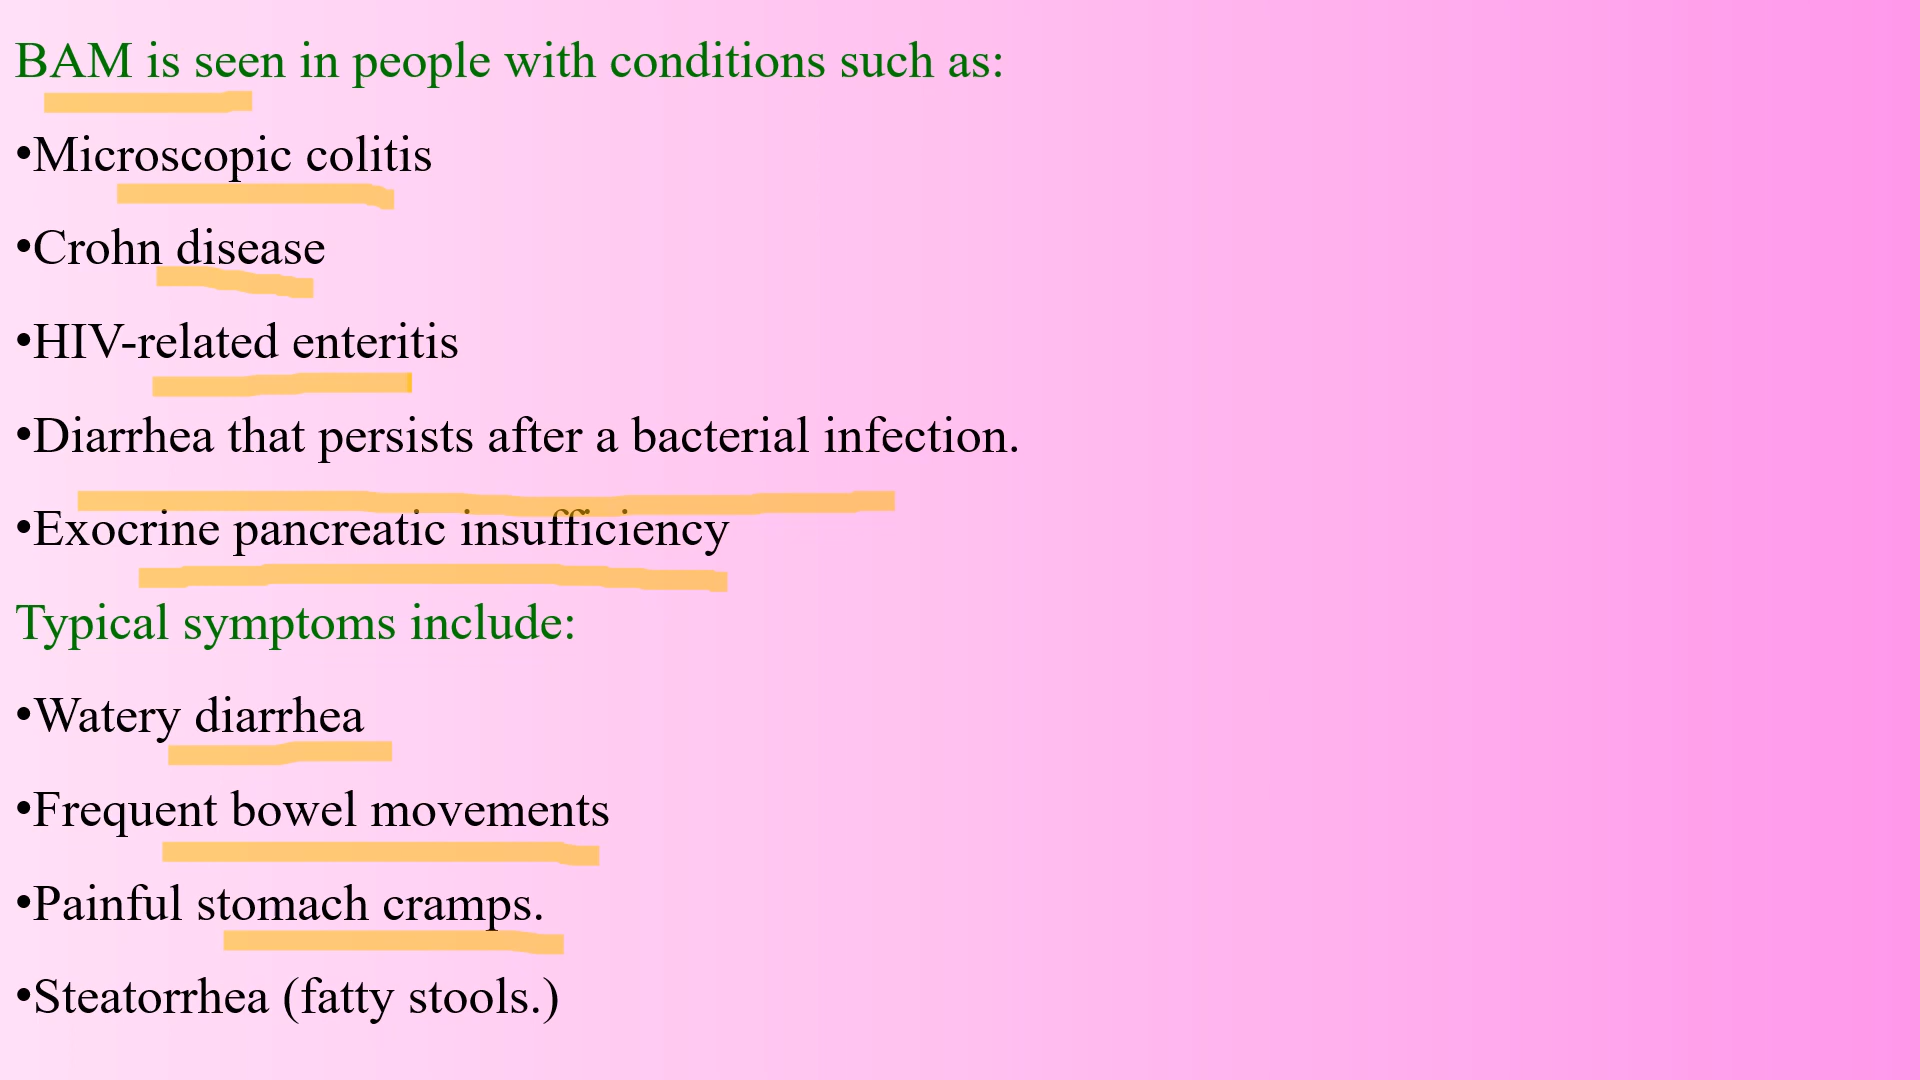 BAM is seen in people with conditions such as:
•Microscopic colitis
•Crohn disease
•HIV-related enteritis
•Diarrhea that persists after a bacterial infection.
•Exocrine pancreatic insufficiency
Typical symptoms include:
•Watery diarrhea
•Frequent bowel movements
•Painful stomach cramps.
•Steatorrhea (fatty stools.)